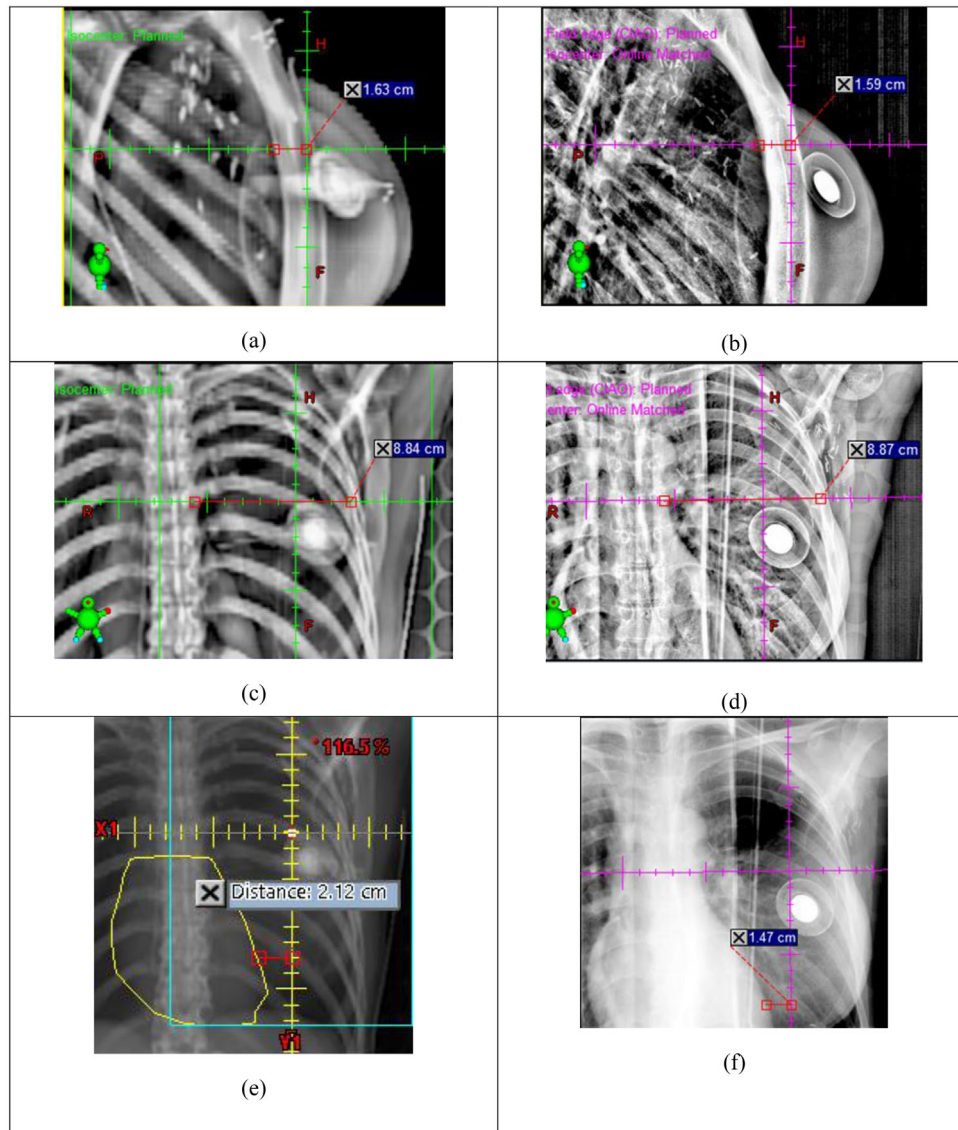 Isocenter: Planned
H
1.63 cm
P
F
(a)
Field edge (CIAO): Planned
Isocenter: Online Matched
H
1.59 cm
P
F
(b)
Isocenter: Planned
H
8.84 cm
R
F
(c)
edge (CIAO): Planned
enter: Online Matched
H
8.87 cm
R
F
(d)
116.5 %
X1
Distance: 2.12 cm
Y1
(e)
1.47 cm
(f)